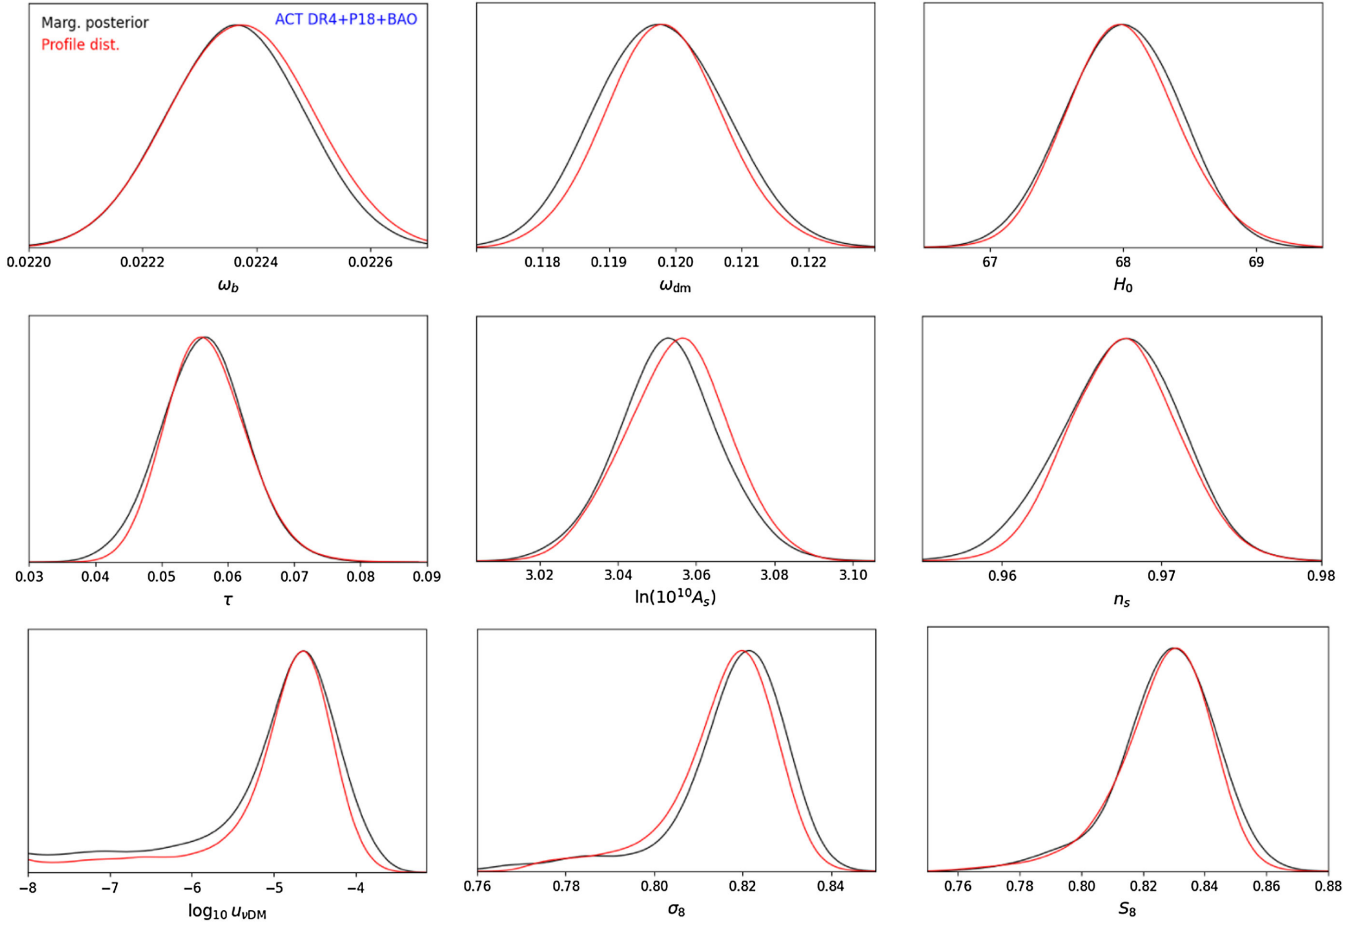 Marg. posterior
Profile dist.
ACT DR4+P18+BAO
0.0220 0.0222 0.0224 0.0226
ω_b
0.118 0.119 0.120 0.121 0.122
ω_dm
67 68 69
H_0
0.03 0.04 0.05 0.06 0.07 0.08 0.09
τ
3.02 3.04 3.06 3.08 3.10
ln(10^10 A_s)
0.96 0.97 0.98
n_s
−8 −7 −6 −5 −4
log_10 u_νDM
0.76 0.78 0.80 0.82 0.84
σ_8
0.76 0.78 0.80 0.82 0.84 0.86 0.88
S_8